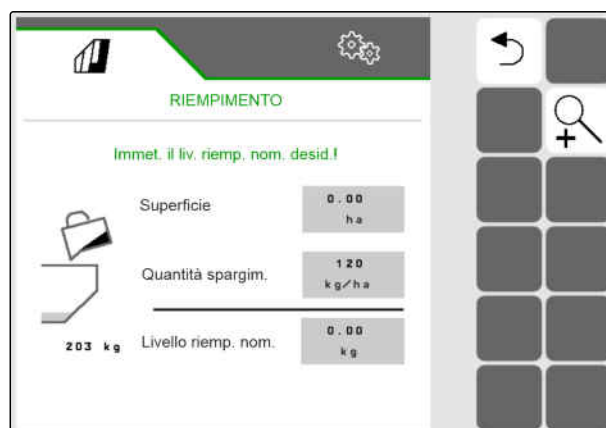 RIEMPIMENTO
Immet. il liv. riemp. nom. desid.!
Superficie
0.00
ha
Quantità spargim.
120
kg/ha
203 kg
Livello riemp. nom.
0.00
kg